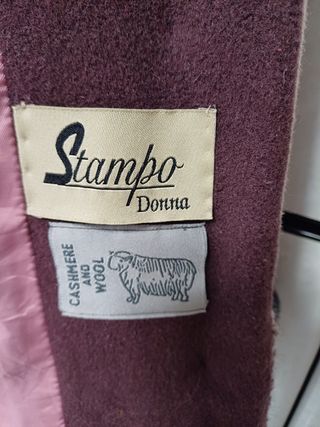 Stampo
Donna
CASHMERE
AND
WOOL